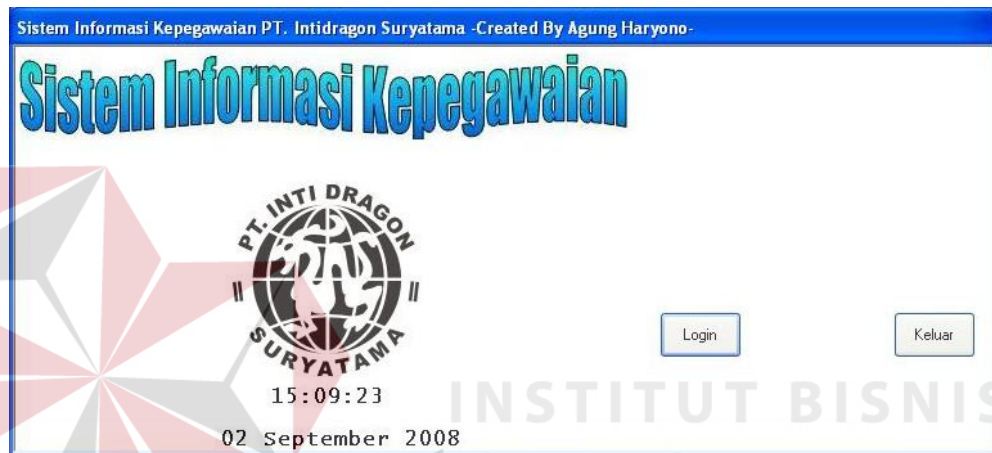 Sistem Informasi Kepegawaian PT. Intidragon Suryatama -Created By Agung Haryono-
Sistem Informasi Kepegawaian
PT. INTI DRAGON
SURYATAMA
Login
Keluar
15:09:23
INSTITUT BISNIS
02 September 2008